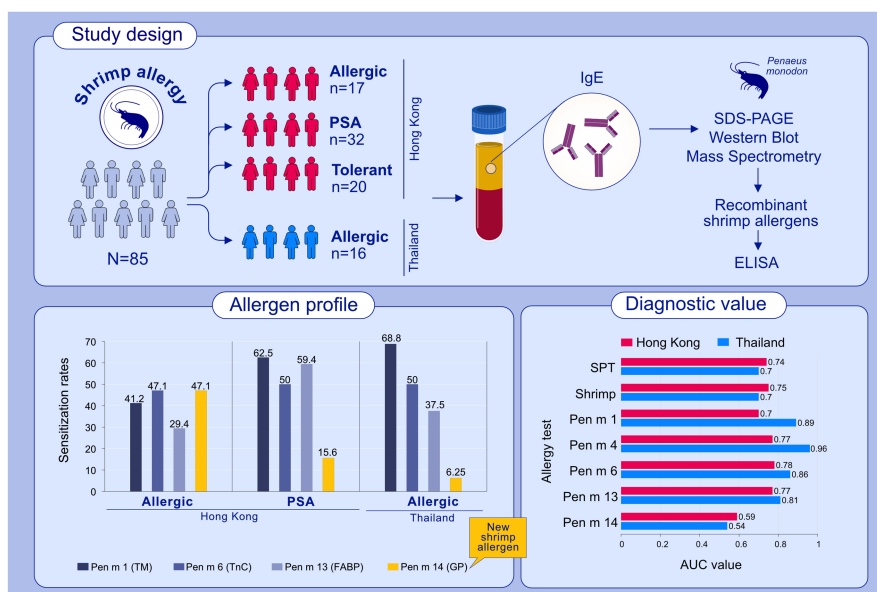 Study design
Shrimp allergy
N=85
Allergic
n=17
PSA
n=32
Tolerant
n=20
Hong Kong
Allergic
n=16
Thailand
IgE
Penaeus
monodon
SDS-PAGE
Western Blot
Mass Spectrometry
Recombinant
shrimp allergens
ELISA
Allergen profile
Sensitization rates
70
60
50
40
30
20
10
0
41.2
47.1
29.4
47.1
62.5
50
59.4
15.6
68.8
50
37.5
6.25
Allergic
PSA
Allergic
Hong Kong
Thailand
New
shrimp
allergen
Pen m 1 (TM)
Pen m 6 (TnC)
Pen m 13 (FABP)
Pen m 14 (GP)
Diagnostic value
Hong Kong
Thailand
Allergy test
SPT
0.74
0.7
Shrimp
0.75
0.7
Pen m 1
0.7
0.89
Pen m 4
0.77
0.96
Pen m 6
0.78
0.86
Pen m 13
0.77
0.81
Pen m 14
0.59
0.54
0
0.2
0.4
0.6
0.8
1
AUC value